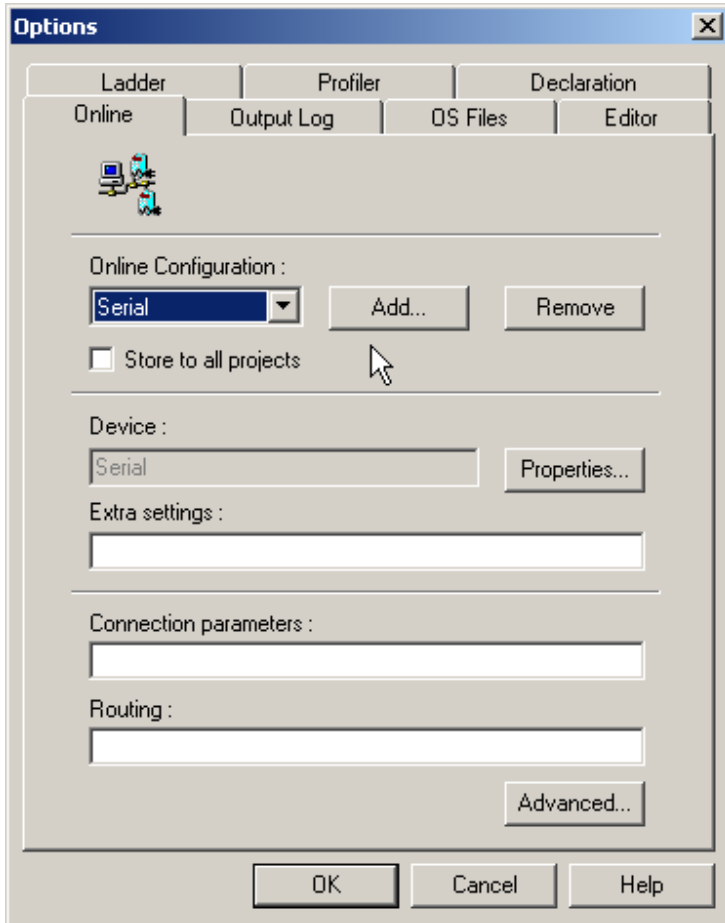 Options
Ladder Profiler Declaration
Online Output Log OS Files Editor
Online Configuration :
Serial Add... Remove
Store to all projects
Device :
Serial Properties...
Extra settings :
Connection parameters :
Routing :
Advanced...
OK Cancel Help